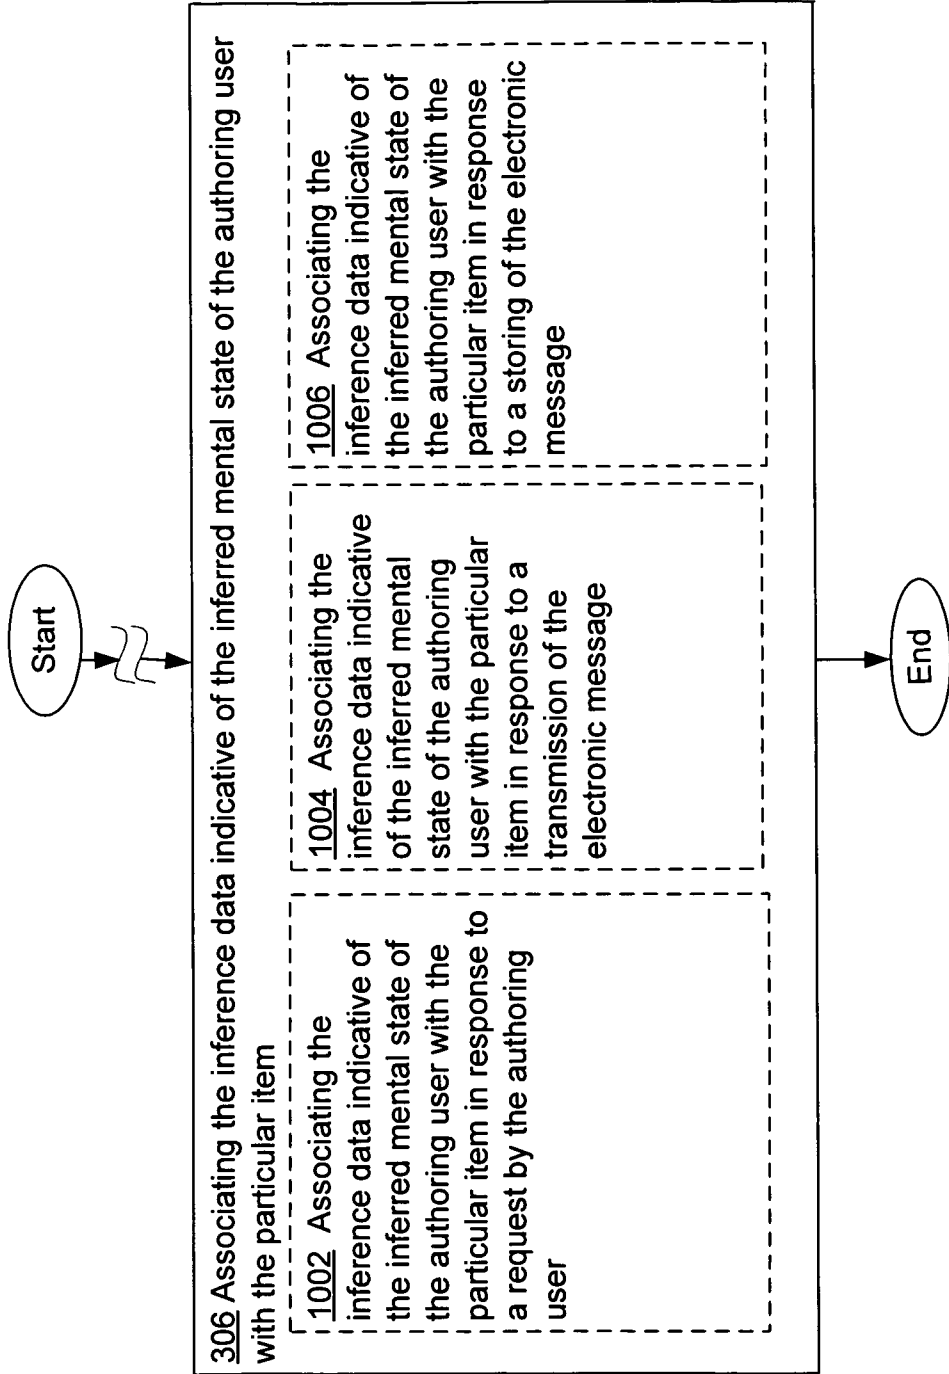 Start
306 Associating the inference data indicative of the inferred mental state of the authoring user
with the particular item
1002 Associating the
inference data indicative of
the inferred mental state of
the authoring user with the
particular item in response to
a request by the authoring
user
1004 Associating the
inference data indicative
of the inferred mental
state of the authoring
user with the particular
item in response to a
transmission of the
electronic message
1006 Associating the
inference data indicative of
the inferred mental state of
the authoring user with the
particular item in response
to a storing of the electronic
message
End